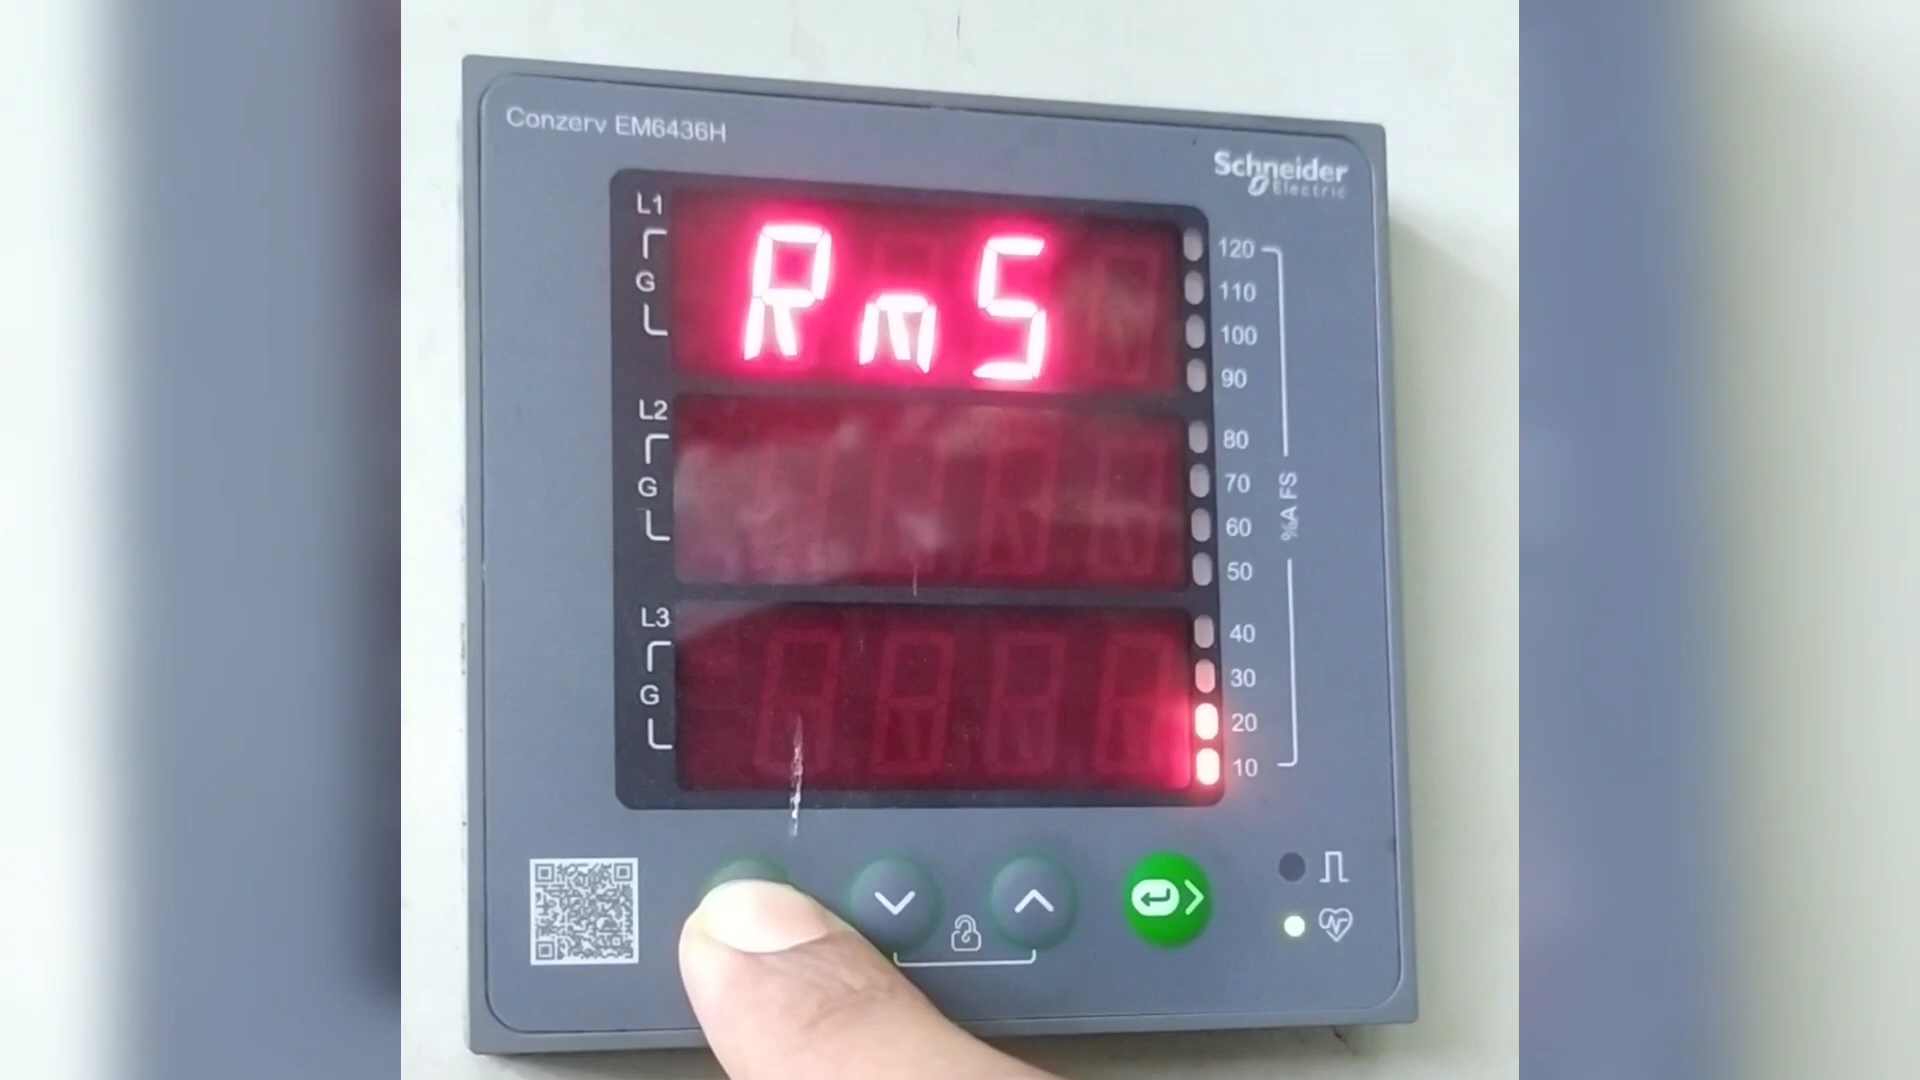 Conzerv EM6436H
Schneider
Electric
L1
G
RmS
L2
G
L3
G
120
110
100
90
80
70
60
50
40
30
20
10
%A FS